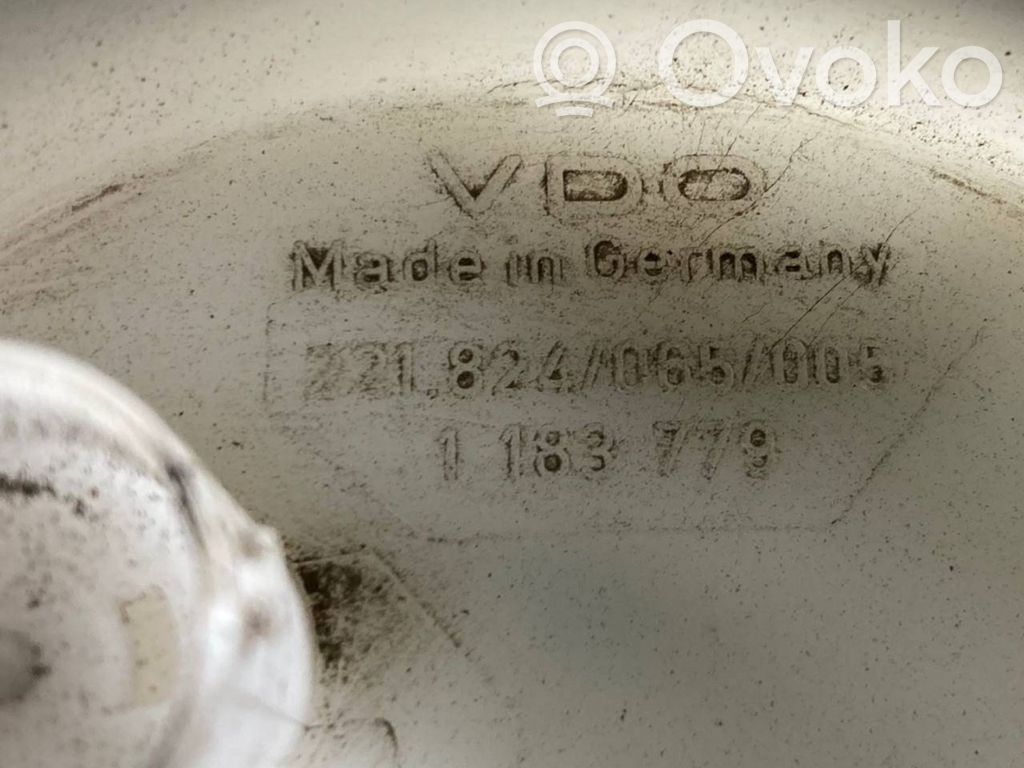 Ovoko
VDO
Made in Germany
221.824/065/005
1 183 779